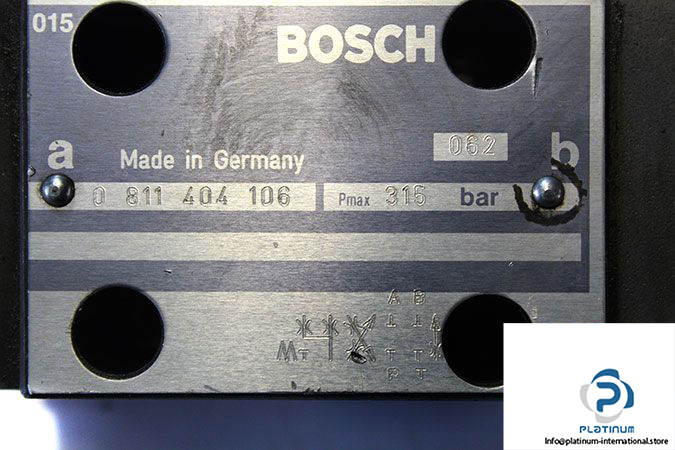 015
BOSCH
062
a
b
Made in Germany
0 811 404 106
Pmax 315 bar
A B
T T
T T
P T
PLATINUM
Info@platinum-international.store